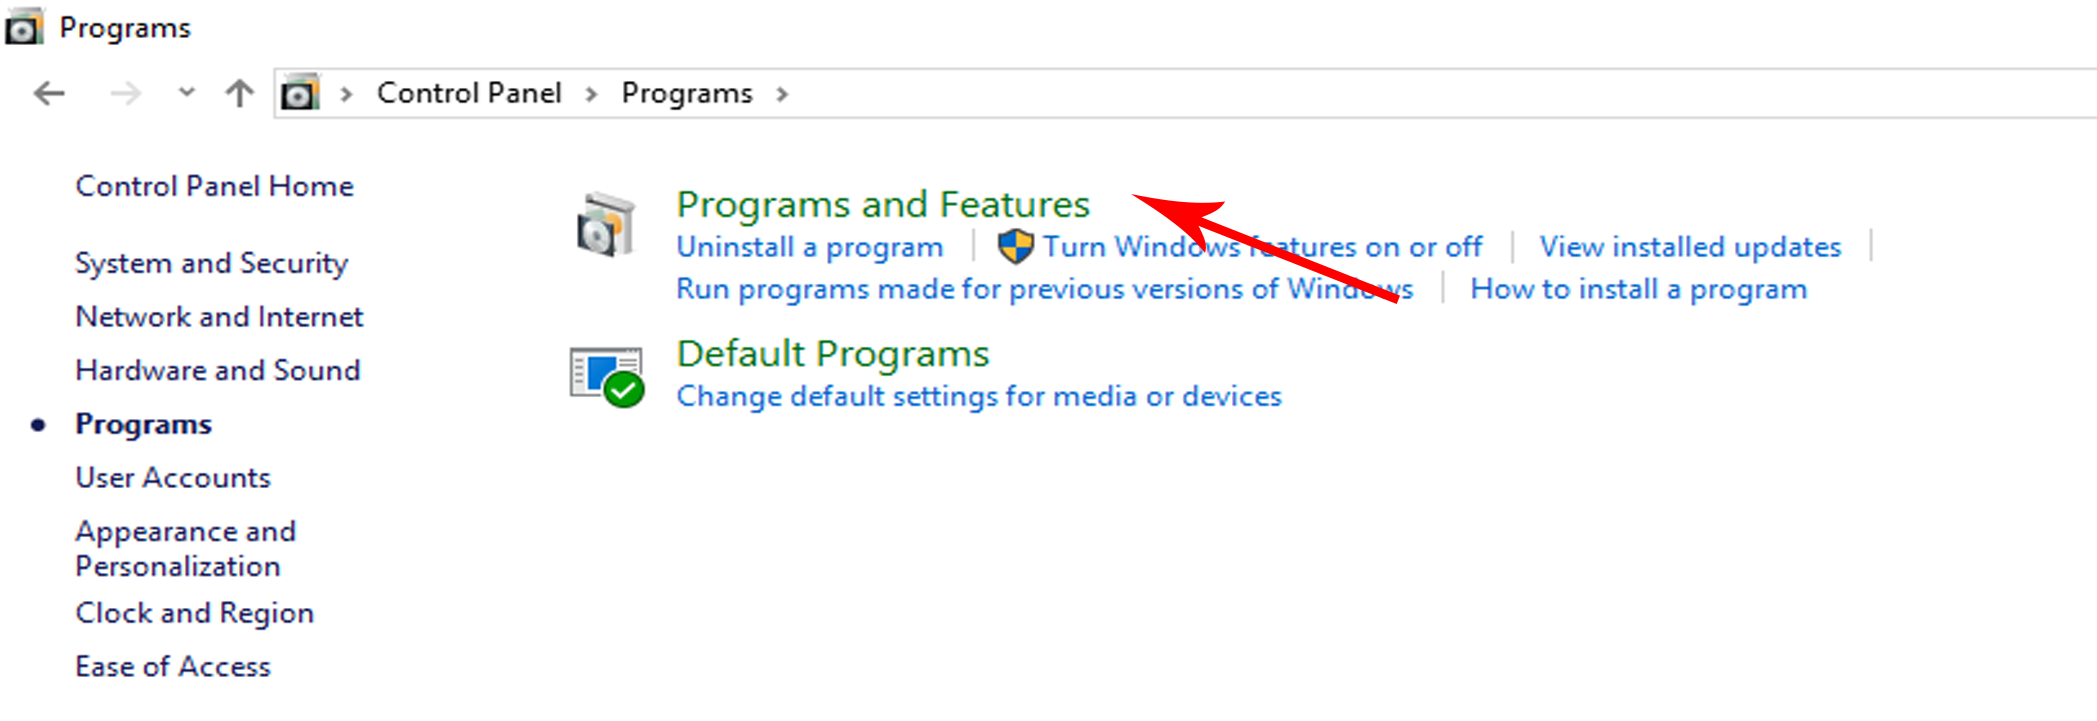 Programs
Control Panel > Programs >
Control Panel Home
System and Security
Network and Internet
Hardware and Sound
• Programs
User Accounts
Appearance and
Personalization
Clock and Region
Ease of Access
Programs and Features
Uninstall a program | Turn Windows features on or off | View installed updates |
Run programs made for previous versions of Windows | How to install a program
Default Programs
Change default settings for media or devices